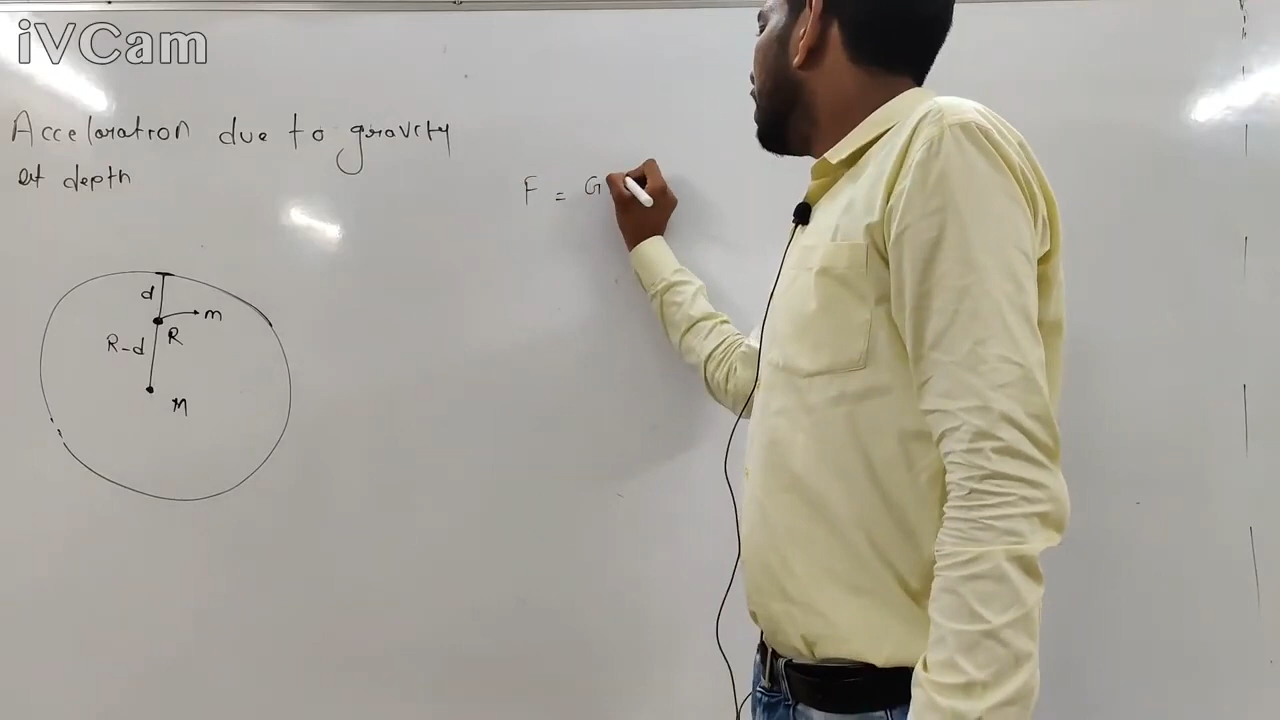 iVCam
Acceleration due to gravity
at depth
F = G
d
m
R-d
R
M